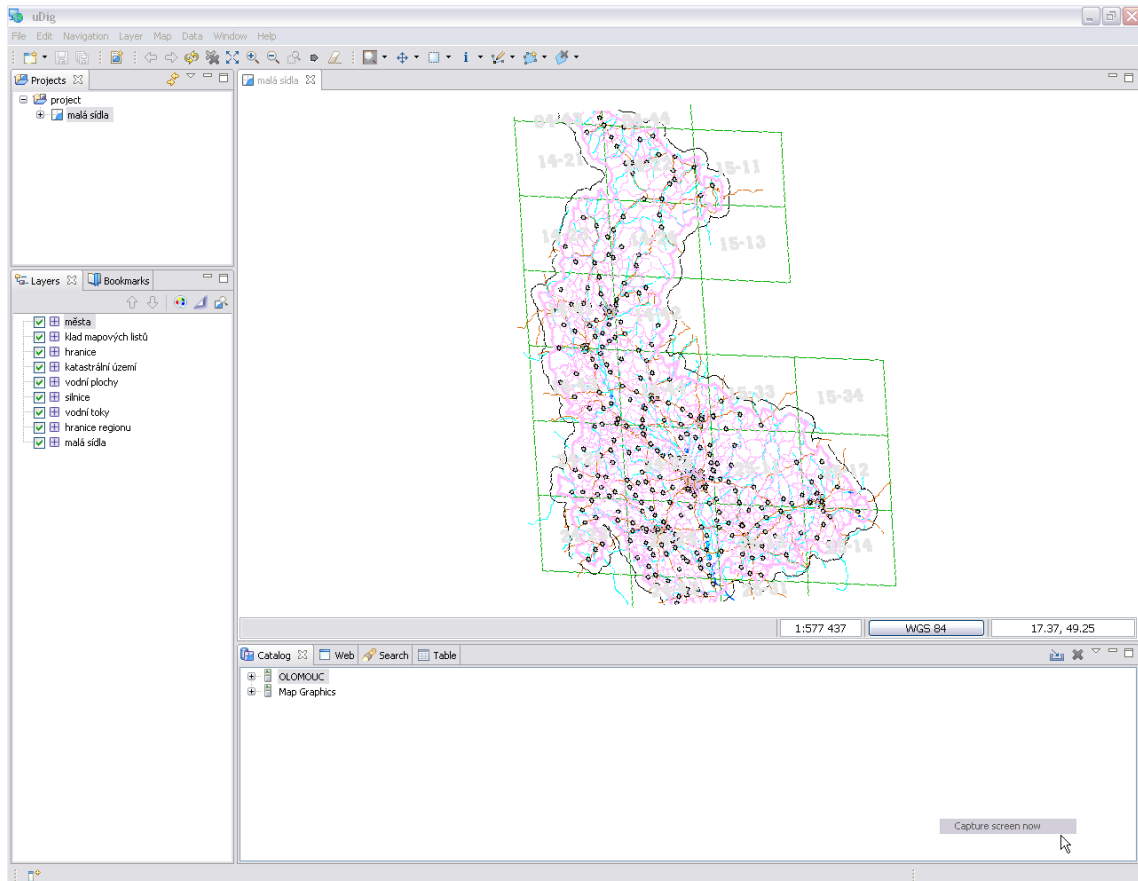 uDig
File Edit Navigation Layer Map Data Window Help
Projects
project
malá sídla
malá sídla
14-21
15-11
15-13
15-33
15-34
Layers
Bookmarks
města
klad mapových listů
hranice
katastrální území
vodní plochy
silnice
vodní toky
hranice regionu
malá sídla
1:577 437
WGS 84
17.37, 49.25
Catalog
Web
Search
Table
OLOMOUC
Map Graphics
Capture screen now